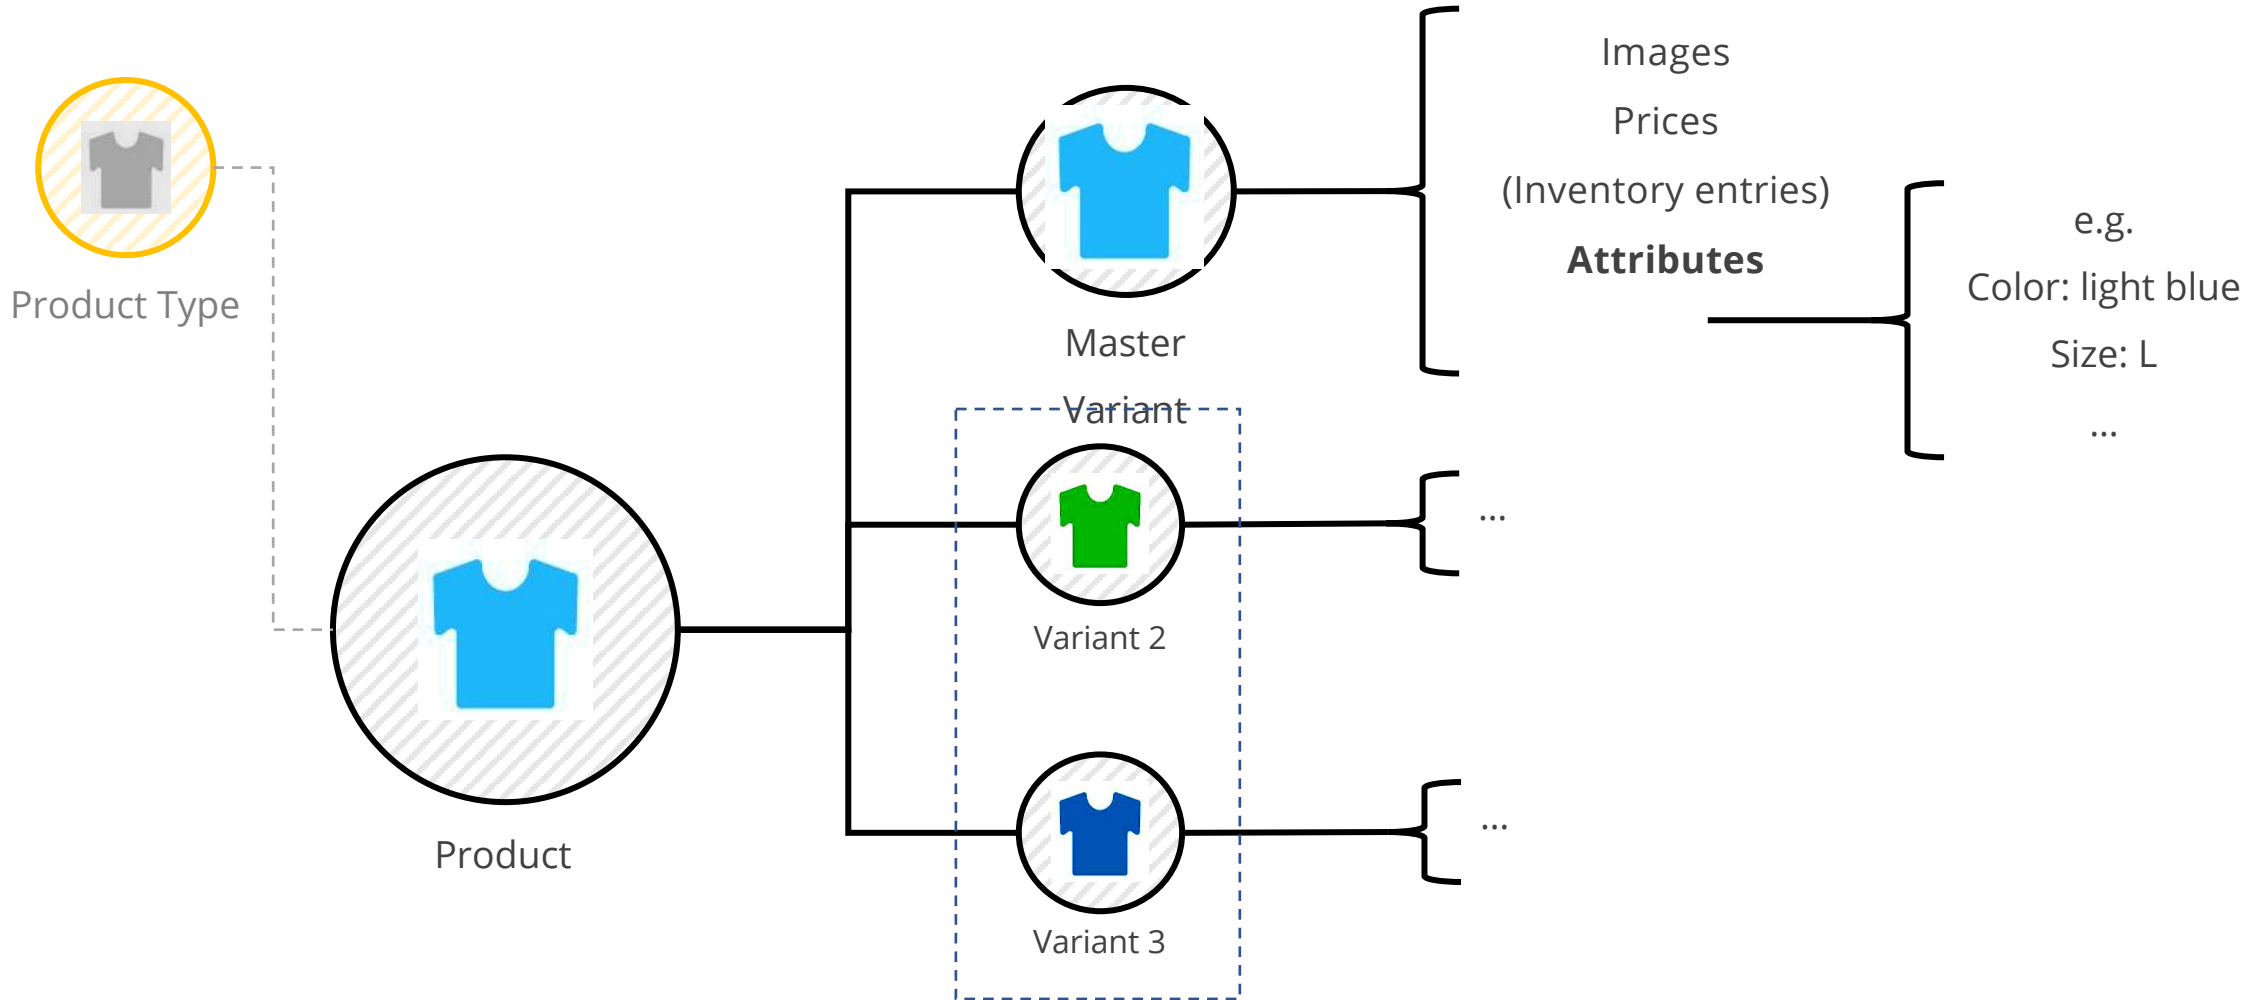 Product Type
Product
Master
Variant
Variant 2
Variant 3
Images
Prices
(Inventory entries)
Attributes
e.g.
Color: light blue
Size: L
...
...
...